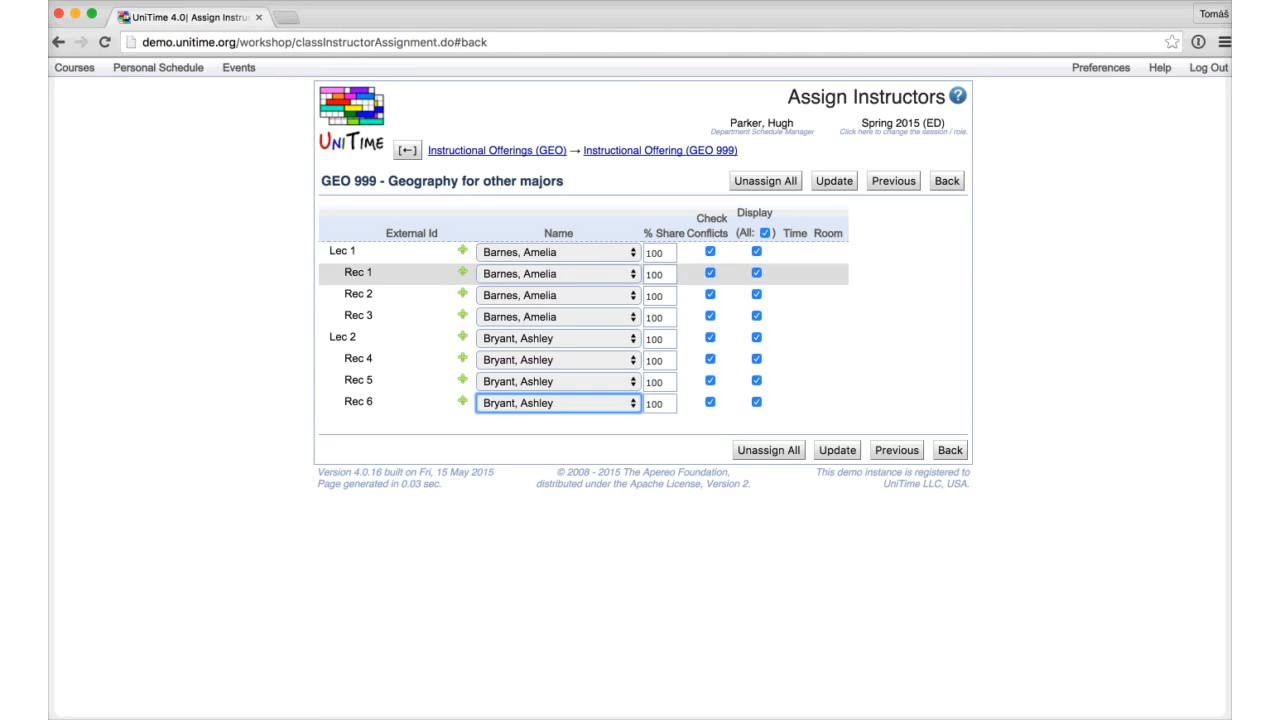 UniTime 4.0| Assign Instru
Tomáš
demo.unitime.org/workshop/classInstructorAssignment.do#back
Courses Personal Schedule Events Preferences Help Log Out
Assign Instructors
Parker, Hugh Spring 2015 (ED)
Department Schedule Manager Click here to change the session / role.
UNITIME
[←] Instructional Offerings (GEO) → Instructional Offering (GEO 999)
GEO 999 - Geography for other majors Unassign All Update Previous Back
Check Display
External Id Name % Share Conflicts (All: ) Time Room
Lec 1 Barnes, Amelia 100
Rec 1 Barnes, Amelia 100
Rec 2 Barnes, Amelia 100
Rec 3 Barnes, Amelia 100
Lec 2 Bryant, Ashley 100
Rec 4 Bryant, Ashley 100
Rec 5 Bryant, Ashley 100
Rec 6 Bryant, Ashley 100
Unassign All Update Previous Back
Version 4.0.16 built on Fri, 15 May 2015 © 2008 - 2015 The Apereo Foundation, This demo instance is registered to
Page generated in 0.03 sec. distributed under the Apache License, Version 2. UniTime LLC, USA.